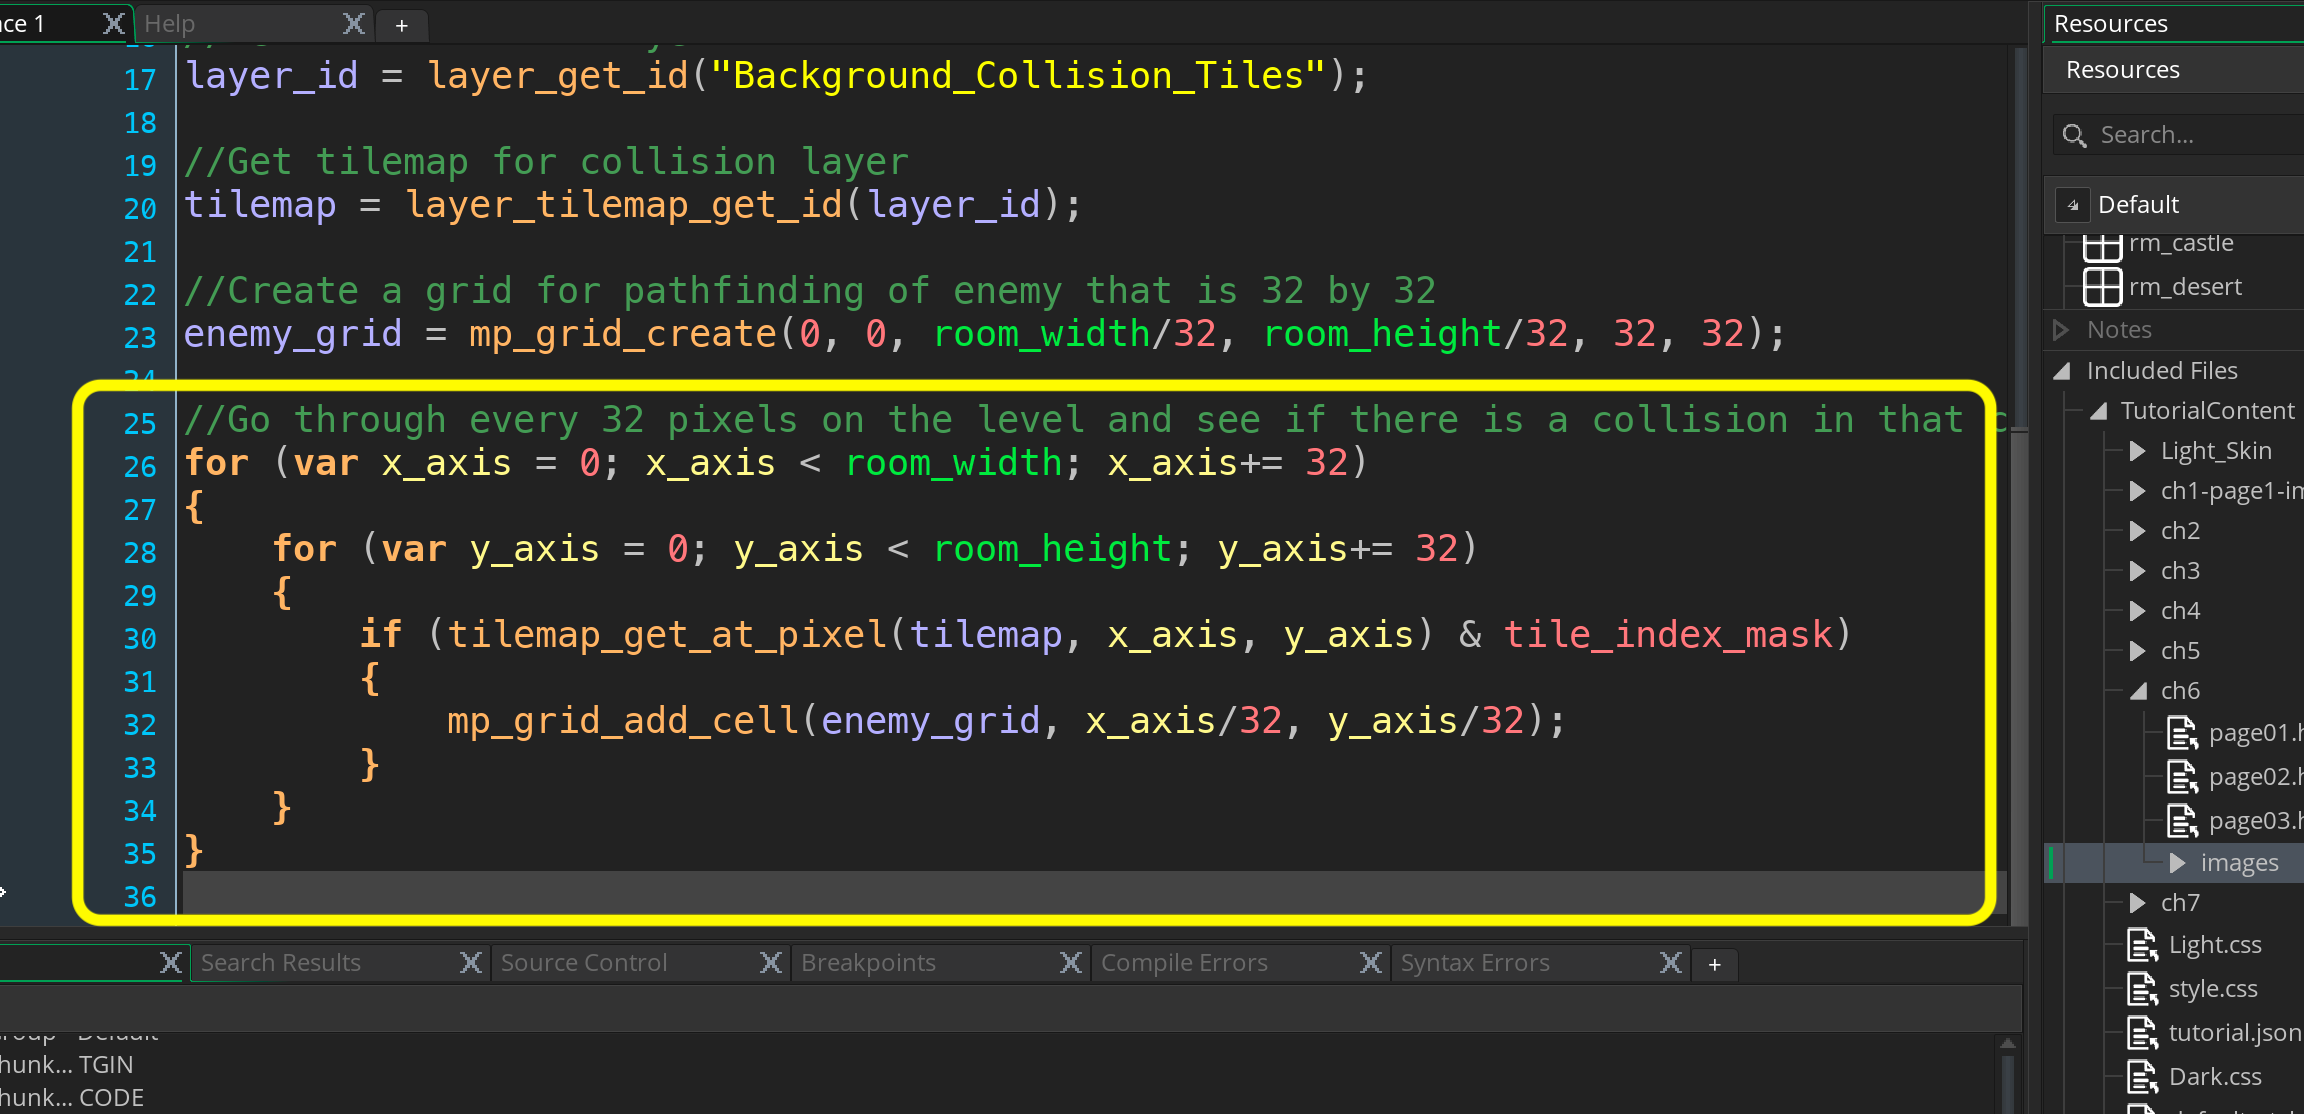 ace 1
Help
+
17 layer_id = layer_get_id("Background_Collision_Tiles");
18
19 //Get tilemap for collision layer
20 tilemap = layer_tilemap_get_id(layer_id);
21
22 //Create a grid for pathfinding of enemy that is 32 by 32
23 enemy_grid = mp_grid_create(0, 0, room_width/32, room_height/32, 32, 32);
24
25 //Go through every 32 pixels on the level and see if there is a collision in that c
26 for (var x_axis = 0; x_axis < room_width; x_axis+= 32)
27 {
28     for (var y_axis = 0; y_axis < room_height; y_axis+= 32)
29     {
30         if (tilemap_get_at_pixel(tilemap, x_axis, y_axis) & tile_index_mask)
31         {
32             mp_grid_add_cell(enemy_grid, x_axis/32, y_axis/32);
33         }
34     }
35 }
36
Search Results
Source Control
Breakpoints
Compile Errors
Syntax Errors
+
roup - Default
hunk... TGIN
hunk... CODE
Resources
Resources
Search...
Default
rm_castle
rm_desert
Notes
Included Files
TutorialContent
Light_Skin
ch1-page1-im
ch2
ch3
ch4
ch5
ch6
page01.h
page02.h
page03.h
images
ch7
Light.css
style.css
tutorial.json
Dark.css